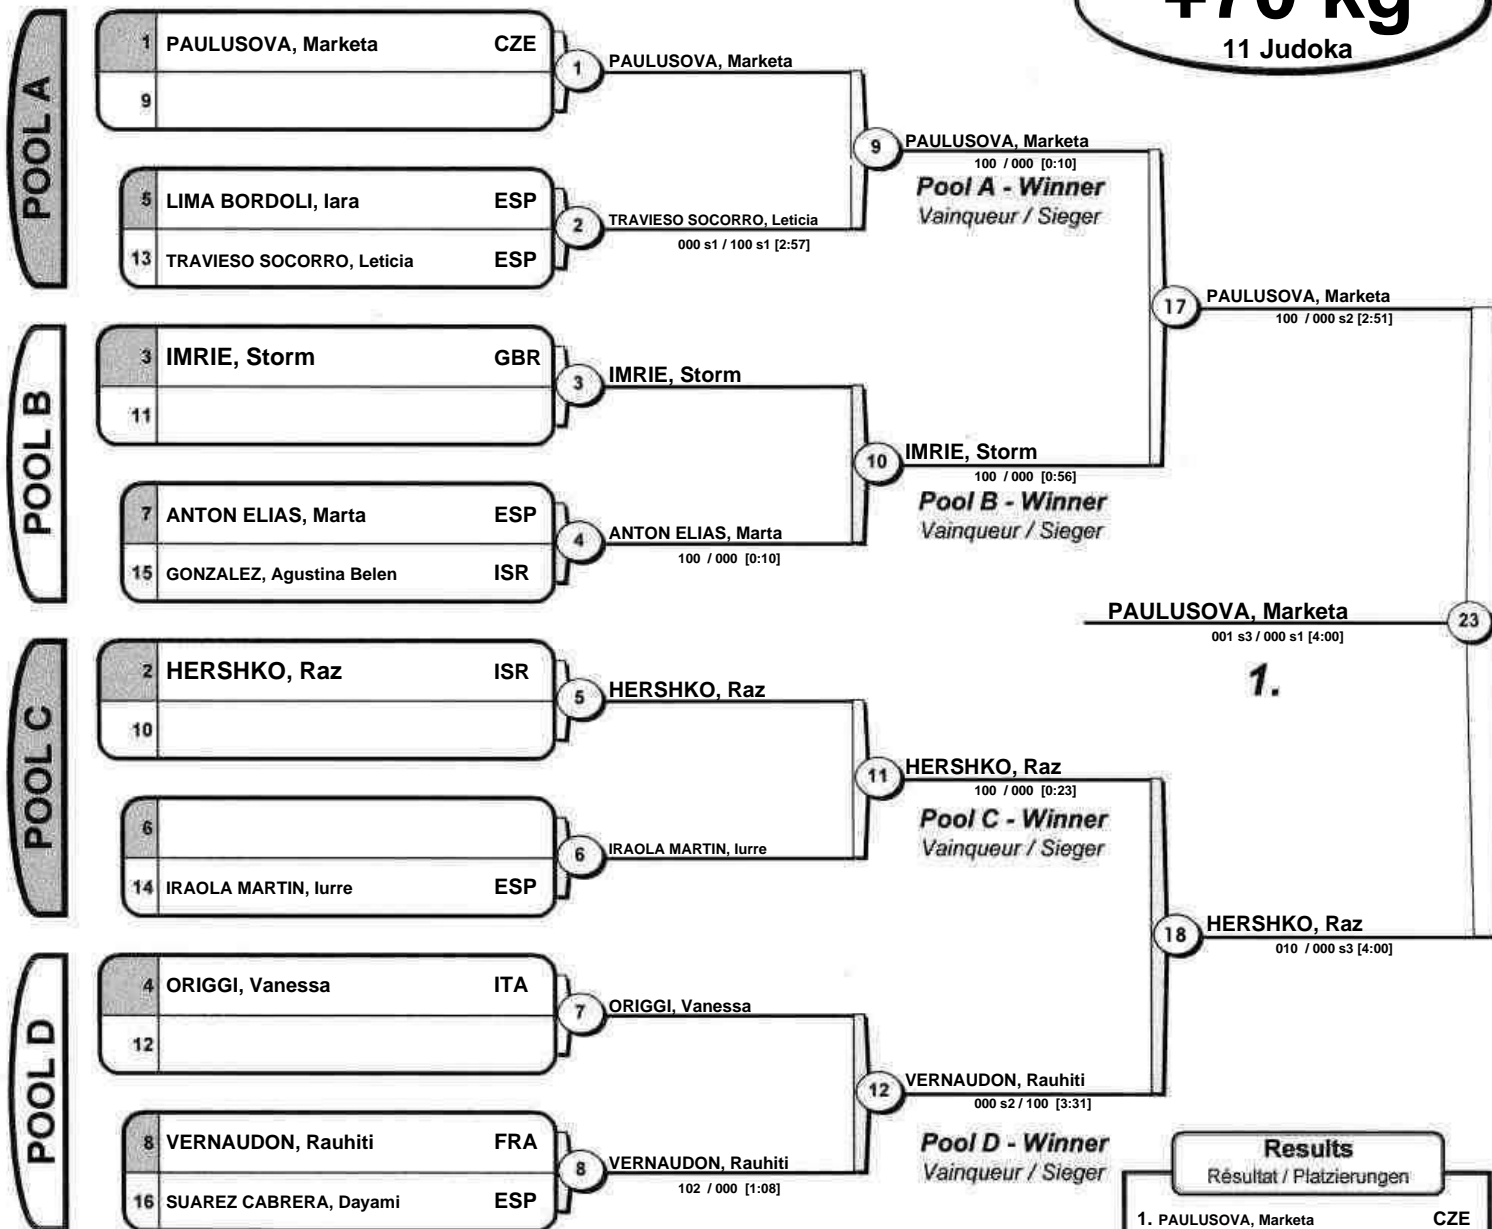 +70 kg
11 Judoka
POOL A
1 PAULUSOVA, Marketa CZE
9
5 LIMA BORDOLI, Iara ESP
13 TRAVIESO SOCORRO, Leticia ESP
1 PAULUSOVA, Marketa
2 TRAVIESO SOCORRO, Leticia
000 s1 / 100 s1 [2:57]
9 PAULUSOVA, Marketa
100 / 000 [0:10]
Pool A - Winner
Vainqueur / Sieger
POOL B
3 IMRIE, Storm GBR
11
7 ANTON ELIAS, Marta ESP
15 GONZALEZ, Agustina Belen ISR
3 IMRIE, Storm
4 ANTON ELIAS, Marta
100 / 000 [0:10]
10 IMRIE, Storm
100 / 000 [0:56]
Pool B - Winner
Vainqueur / Sieger
17 PAULUSOVA, Marketa
100 / 000 s2 [2:51]
PAULUSOVA, Marketa 23
001 s3 / 000 s1 [4:00]
1.
POOL C
2 HERSHKO, Raz ISR
10
6
14 IRAOLA MARTIN, Iurre ESP
5 HERSHKO, Raz
6 IRAOLA MARTIN, Iurre
11 HERSHKO, Raz
100 / 000 [0:23]
Pool C - Winner
Vainqueur / Sieger
18 HERSHKO, Raz
010 / 000 s3 [4:00]
POOL D
4 ORIGGI, Vanessa ITA
12
8 VERNAUDON, Rauhiti FRA
16 SUAREZ CABRERA, Dayami ESP
7 ORIGGI, Vanessa
8 VERNAUDON, Rauhiti
102 / 000 [1:08]
12 VERNAUDON, Rauhiti
000 s2 / 100 [3:31]
Pool D - Winner
Vainqueur / Sieger
Results
Résultat / Platzierungen
1. PAULUSOVA, Marketa CZE